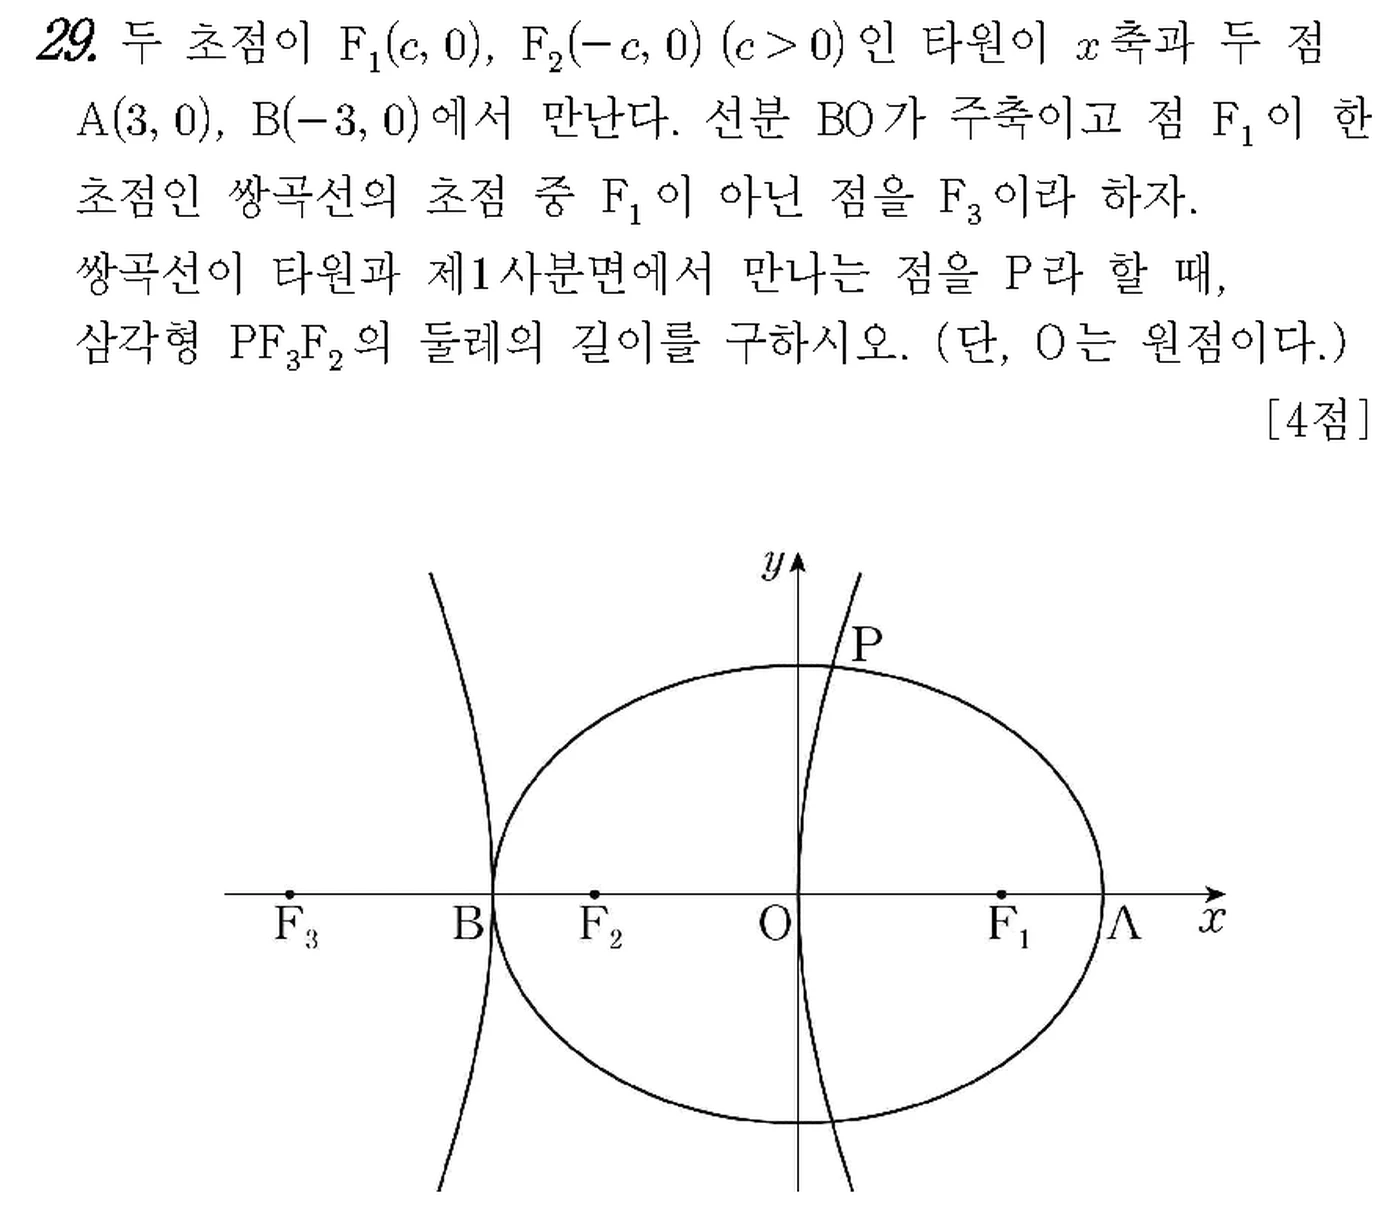 29. 두 초점이 F₁(c, 0), F₂(−c, 0) (c > 0)인 타원이 x축과 두 점
A(3, 0), B(−3, 0)에서 만난다. 선분 BO가 주축이고 점 F₁이 한
초점인 쌍곡선의 초점 중 F₁이 아닌 점을 F₃이라 하자.
쌍곡선이 타원과 제1사분면에서 만나는 점을 P라 할 때,
삼각형 PF₃F₂의 둘레의 길이를 구하시오. (단, O는 원점이다.)
[4점]
y
P
F₃ B F₂ O F₁ A x